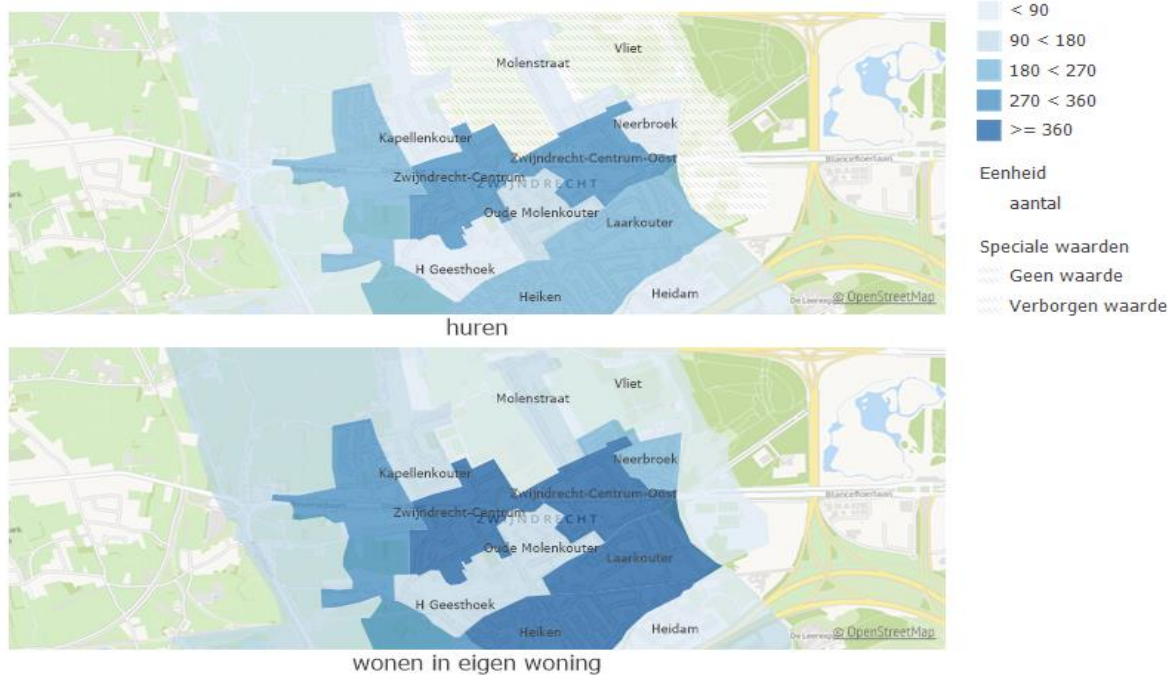 < 90
90 < 180
180 < 270
270 < 360
>= 360
Eenheid
aantal
Speciale waarden
Geen waarde
Verborgen waarde
Vliet
Molenstraat
Kapellenkouter
Neerbroek
Zwijndrecht-Centrum-Oost
Blancefloerlaan
Zwijndrecht-Centrum
ZWIJNDRECHT
Oude Molenkouter
Laarkouter
H Geesthoek
Heiken
Heidam
© OpenStreetMap
huren
Vliet
Molenstraat
Kapellenkouter
Neerbroek
Zwijndrecht-Centrum-Oost
Blancefloerlaan
Zwijndrecht-Centrum
ZWIJNDRECHT
Oude Molenkouter
Laarkouter
H Geesthoek
Heiken
Heidam
© OpenStreetMap
wonen in eigen woning